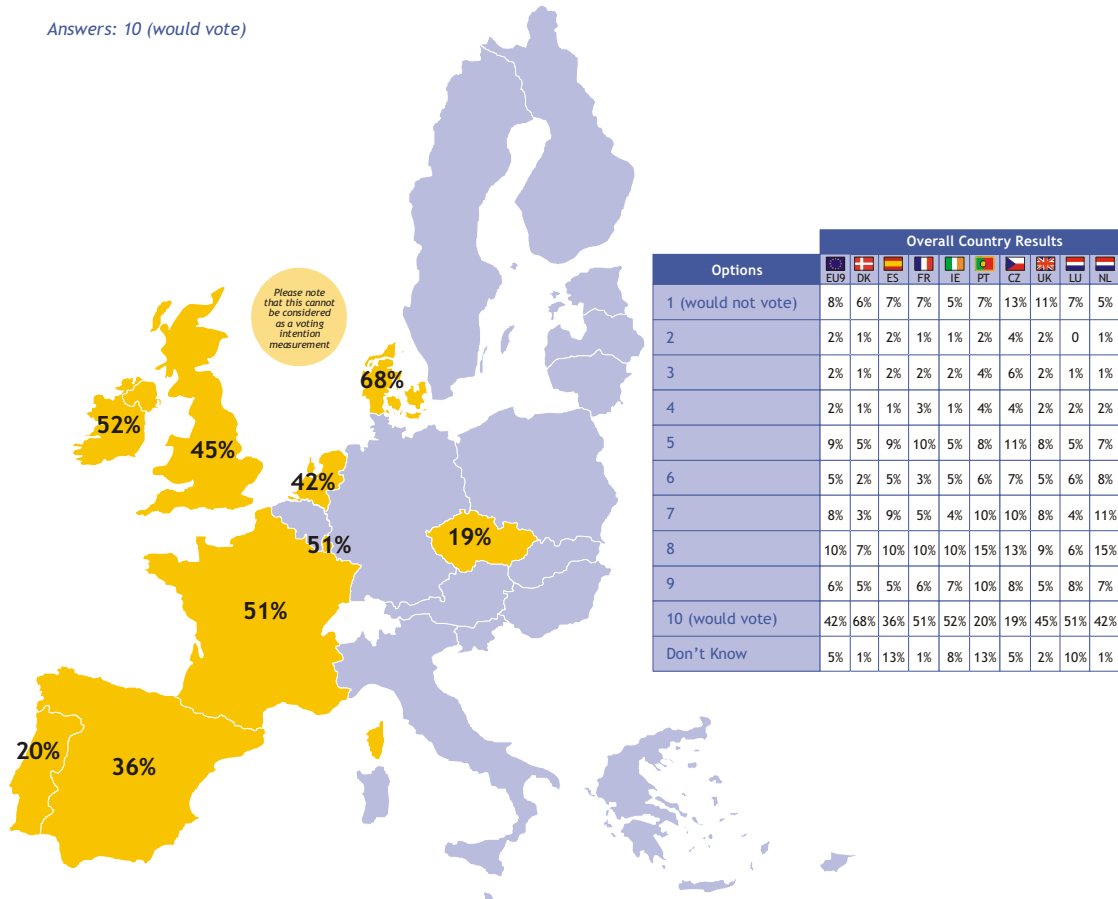 Answers: 10 (would vote)
Please note
that this cannot
be considered
as a voting
intention
measurement
68%
52%
45%
42%
51%
19%
51%
20%
36%
Overall Country Results
Options EU9 DK ES FR IE PT CZ UK LU NL
1 (would not vote) 8% 6% 7% 7% 5% 7% 13% 11% 7% 5%
2 2% 1% 2% 1% 1% 2% 4% 2% 0 1%
3 2% 1% 2% 2% 2% 4% 6% 2% 1% 1%
4 2% 1% 1% 3% 1% 4% 4% 2% 2% 2%
5 9% 5% 9% 10% 5% 8% 11% 8% 5% 7%
6 5% 2% 5% 3% 5% 6% 7% 5% 6% 8%
7 8% 3% 9% 5% 4% 10% 10% 8% 4% 11%
8 10% 7% 10% 10% 10% 15% 13% 9% 6% 15%
9 6% 5% 5% 6% 7% 10% 8% 5% 8% 7%
10 (would vote) 42% 68% 36% 51% 52% 20% 19% 45% 51% 42%
Don't Know 5% 1% 13% 1% 8% 13% 5% 2% 10% 1%